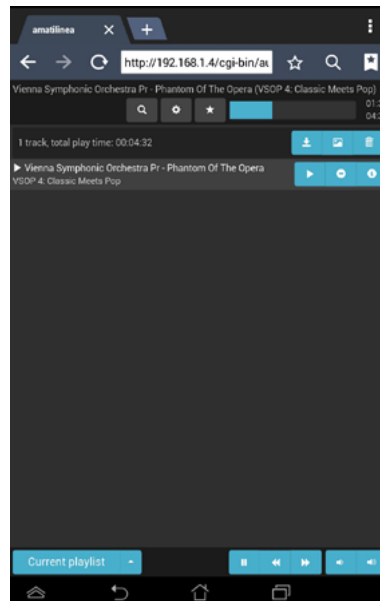 amatilinea
http://192.168.1.4/cgi-bin/au
Vienna Symphonic Orchestra Pr - Phantom Of The Opera (VSOP 4: Classic Meets Pop)
01:
04:
1 track, total play time: 00:04:32
Vienna Symphonic Orchestra Pr - Phantom Of The Opera
VSOP 4: Classic Meets Pop
Current playlist